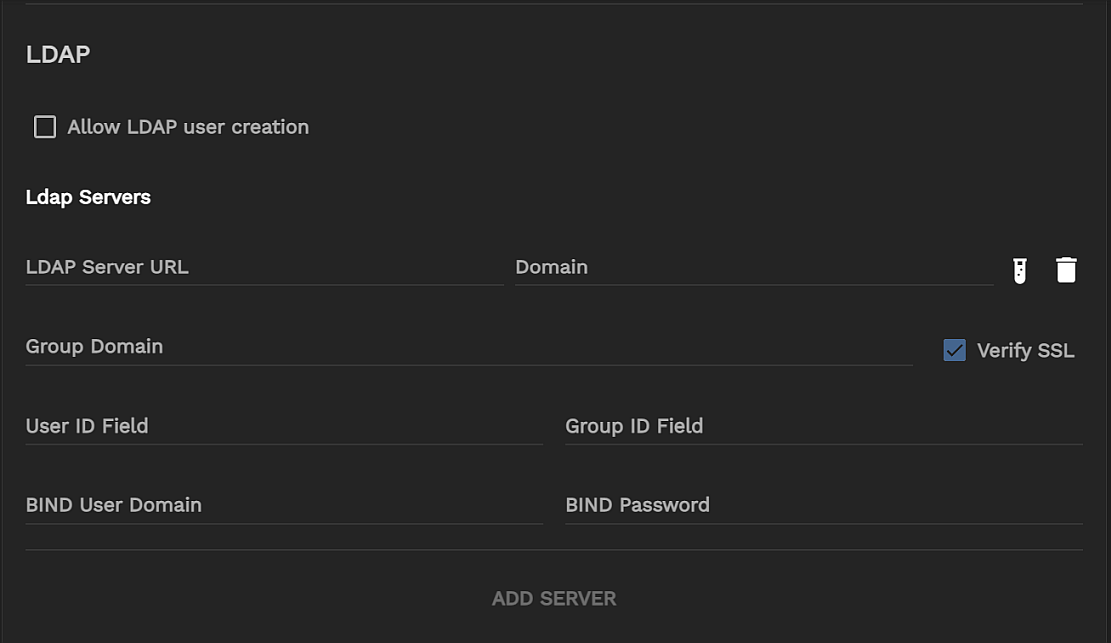 LDAP
Allow LDAP user creation
Ldap Servers
LDAP Server URL Domain
Group Domain Verify SSL
User ID Field Group ID Field
BIND User Domain BIND Password
ADD SERVER